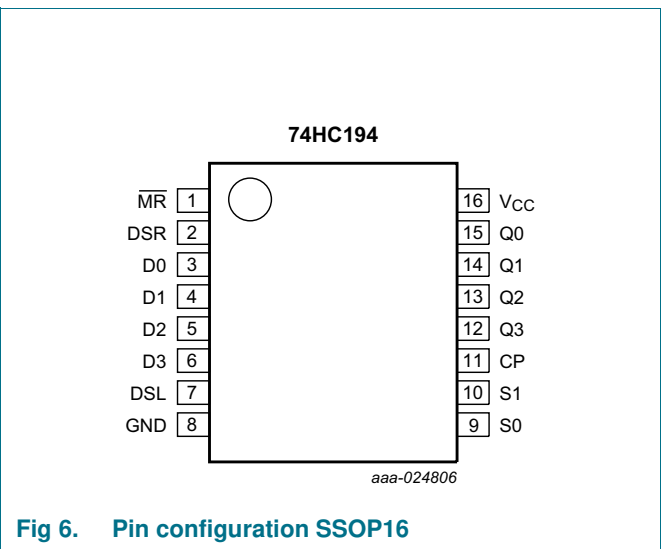 74HC194
M̅R̅ 1 16 VCC
DSR 2 15 Q0
D0 3 14 Q1
D1 4 13 Q2
D2 5 12 Q3
D3 6 11 CP
DSL 7 10 S1
GND 8 9 S0
aaa-024806
Fig 6. Pin configuration SSOP16